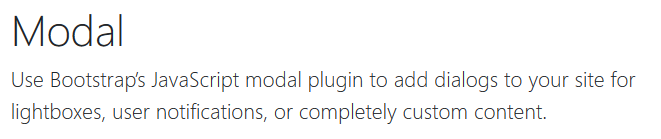 Modal
Use Bootstrap’s JavaScript modal plugin to add dialogs to your site for
lightboxes, user notifications, or completely custom content.